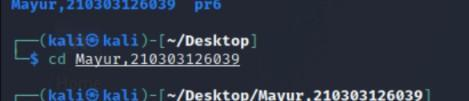 Mayur,210303126039 pr6
┌──(kali㉿kali)-[~/Desktop]
└─$ cd Mayur,210303126039
┌──(kali㉿kali)-[~/Desktop/Mayur,210303126039]